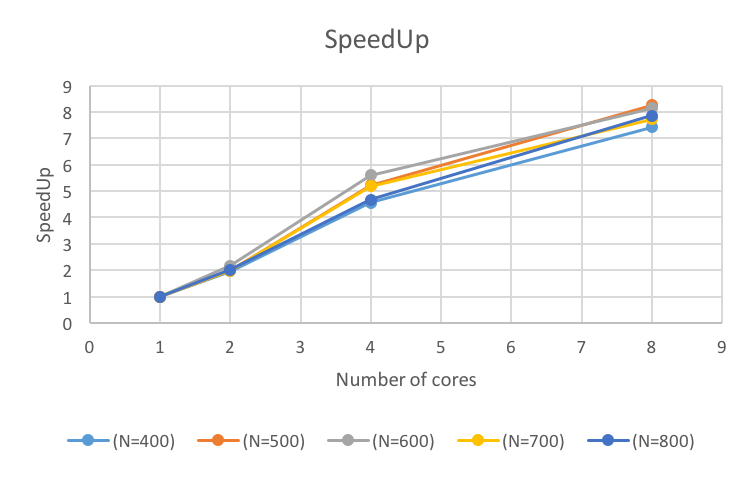 SpeedUp
9
8
7
6
5
4
3
2
1
0
SpeedUp
0 1 2 3 4 5 6 7 8 9
Number of cores
(N=400) (N=500) (N=600) (N=700) (N=800)